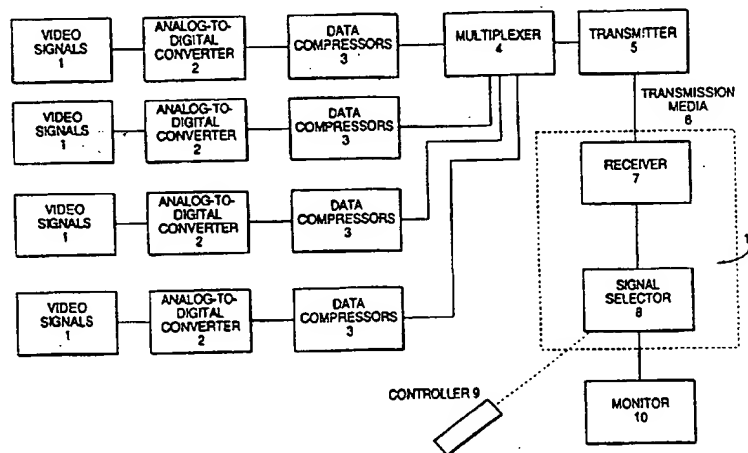 VIDEO
SIGNALS
1
ANALOG-TO-
DIGITAL
CONVERTER
2
DATA
COMPRESSORS
3
MULTIPLEXER
4
TRANSMITTER
5
TRANSMISSION
MEDIA
6
VIDEO
SIGNALS
1
ANALOG-TO-
DIGITAL
CONVERTER
2
DATA
COMPRESSORS
3
RECEIVER
7
VIDEO
SIGNALS
1
ANALOG-TO-
DIGITAL
CONVERTER
2
DATA
COMPRESSORS
3
1
SIGNAL
SELECTOR
8
VIDEO
SIGNALS
1
ANALOG-TO-
DIGITAL
CONVERTER 2
DATA
COMPRESSORS
3
CONTROLLER 9
MONITOR
10